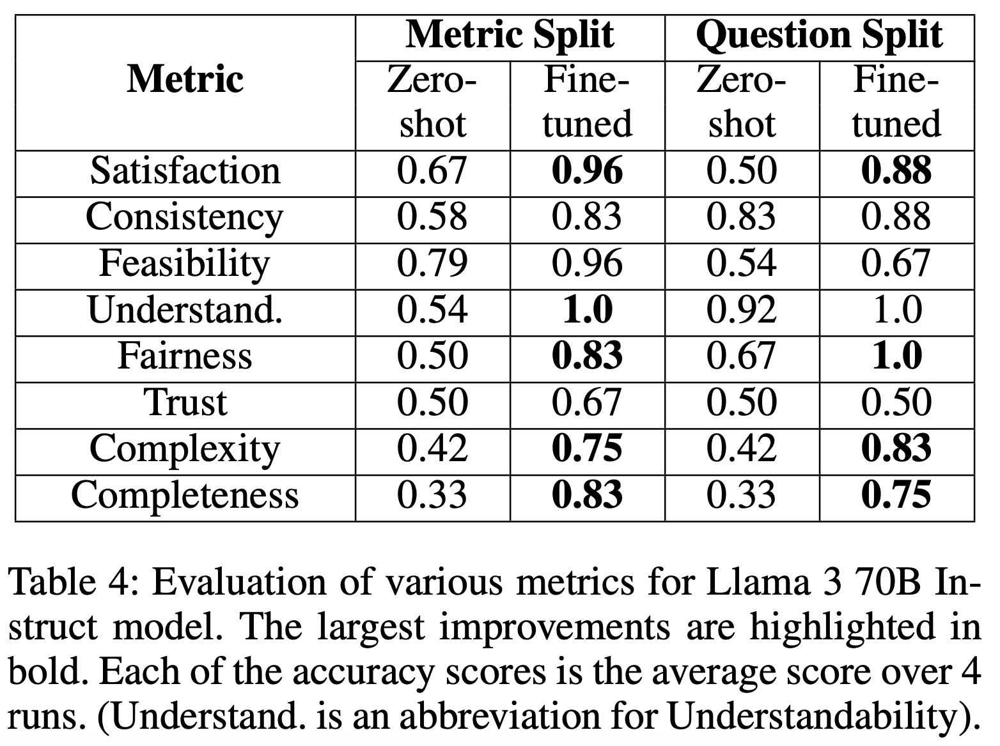 Metric Metric Split Question Split
Zero-shot Fine-tuned Zero-shot Fine-tuned
Satisfaction 0.67 0.96 0.50 0.88
Consistency 0.58 0.83 0.83 0.88
Feasibility 0.79 0.96 0.54 0.67
Understand. 0.54 1.0 0.92 1.0
Fairness 0.50 0.83 0.67 1.0
Trust 0.50 0.67 0.50 0.50
Complexity 0.42 0.75 0.42 0.83
Completeness 0.33 0.83 0.33 0.75
Table 4: Evaluation of various metrics for Llama 3 70B In-
struct model. The largest improvements are highlighted in
bold. Each of the accuracy scores is the average score over 4
runs. (Understand. is an abbreviation for Understandability).